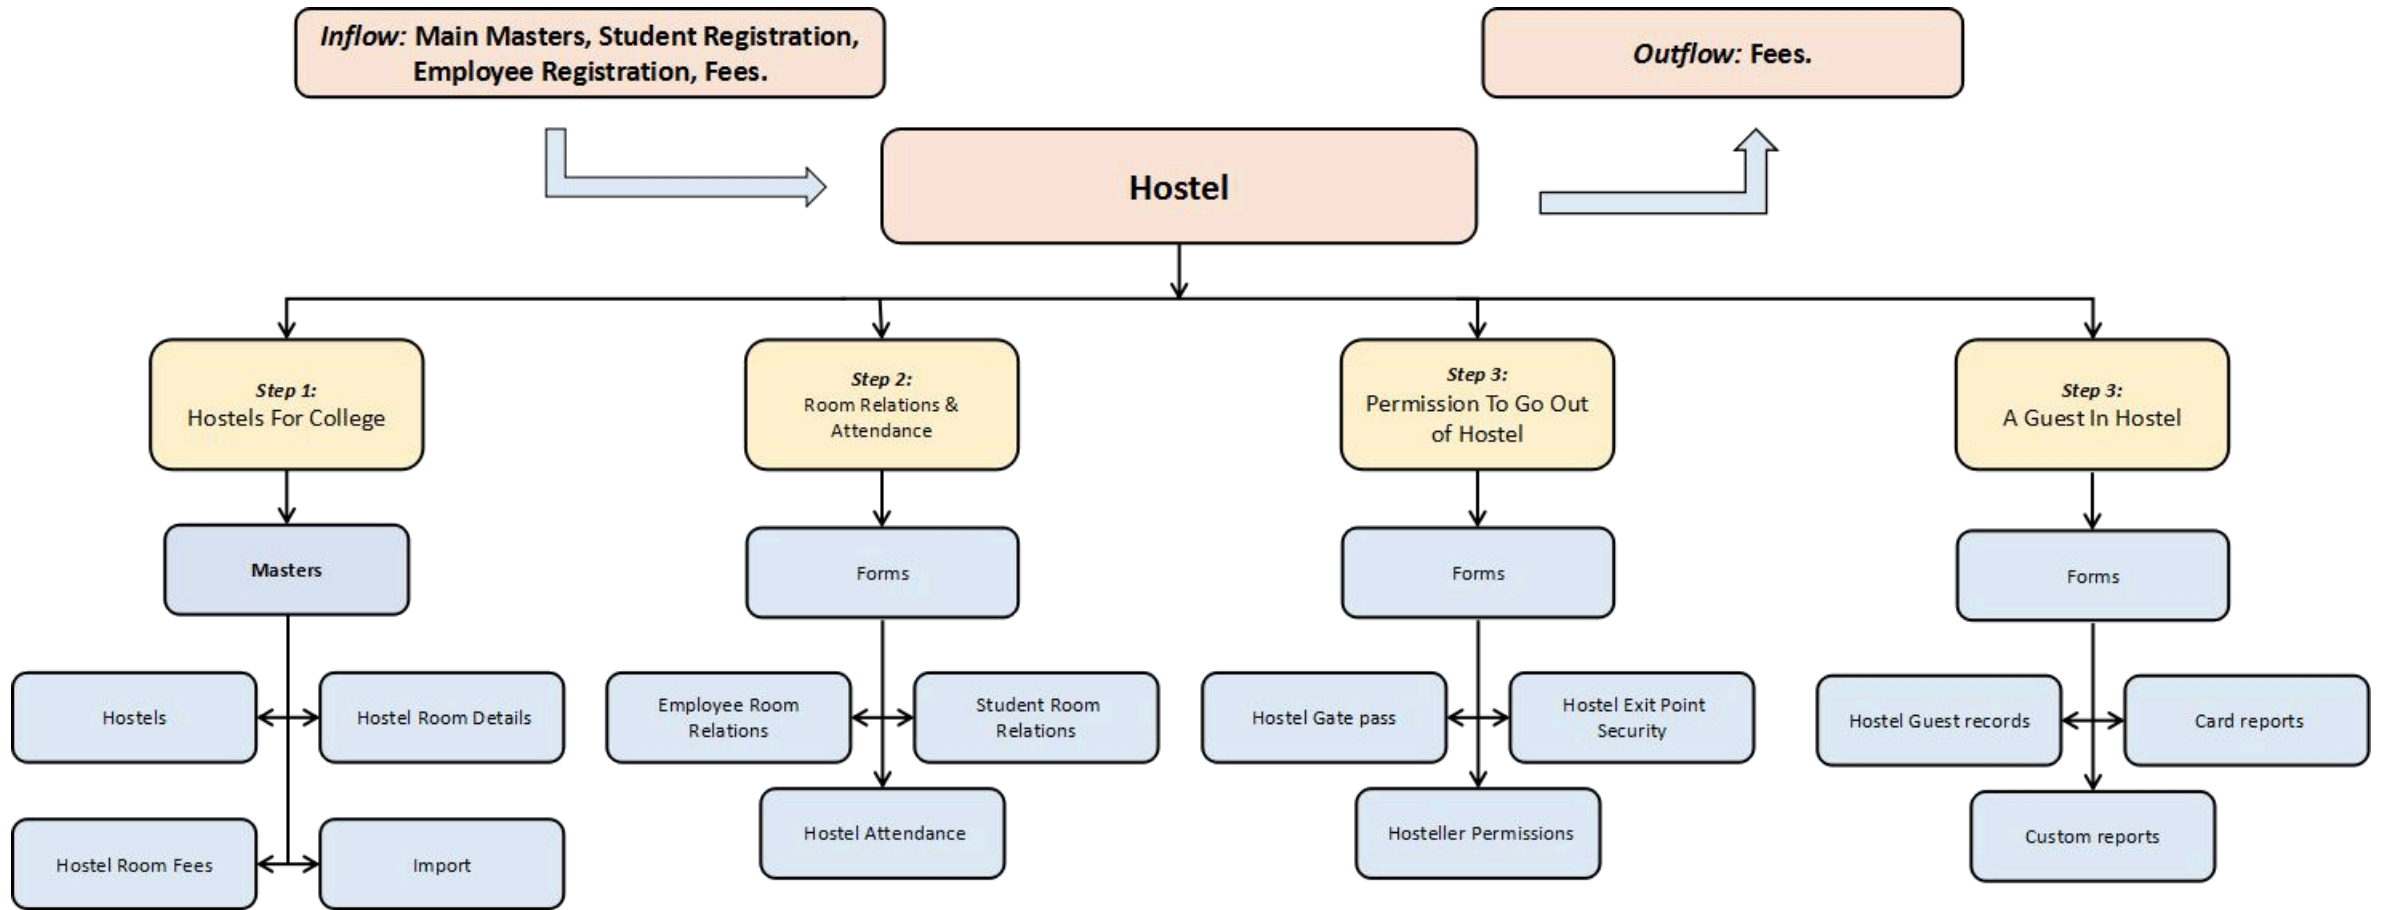 Inflow: Main Masters, Student Registration,
Employee Registration, Fees.
Outflow: Fees.
Hostel
Step 1:
Hostels For College
Step 2:
Room Relations &
Attendance
Step 3:
Permission To Go Out
of Hostel
Step 3:
A Guest In Hostel
Masters
Forms
Forms
Forms
Hostels
Hostel Room Details
Employee Room
Relations
Student Room
Relations
Hostel Gate pass
Hostel Exit Point
Security
Hostel Guest records
Card reports
Hostel Room Fees
Import
Hostel Attendance
Hosteller Permissions
Custom reports